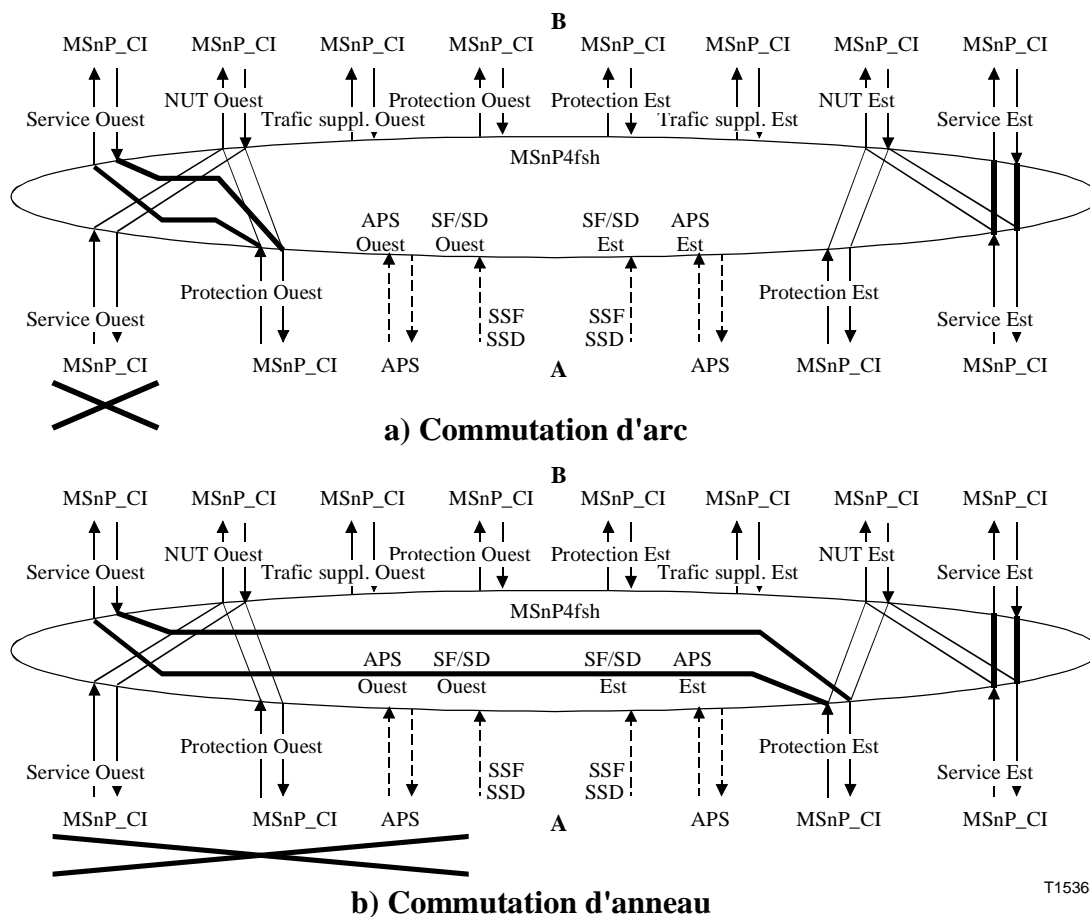 B
MSnP_CI MSnP_CI MSnP_CI MSnP_CI MSnP_CI MSnP_CI MSnP_CI MSnP_CI
NUT Ouest Protection Ouest Protection Est NUT Est
Service Ouest Trafic suppl. Ouest Trafic suppl. Est Service Est
MSnP4fsh
APS SF/SD SF/SD APS
Ouest Ouest Est Est
Protection Ouest Protection Est
Service Ouest SSF SSF Service Est
SSD SSD
MSnP_CI MSnP_CI APS A APS MSnP_CI MSnP_CI
a) Commutation d'arc
B
MSnP_CI MSnP_CI MSnP_CI MSnP_CI MSnP_CI MSnP_CI MSnP_CI MSnP_CI
NUT Ouest Protection Ouest Protection Est NUT Est
Service Ouest Trafic suppl. Ouest Trafic suppl. Est Service Est
MSnP4fsh
APS SF/SD SF/SD APS
Ouest Ouest Est Est
Protection Ouest Protection Est
Service Ouest SSF SSF Service Est
SSD SSD
MSnP_CI MSnP_CI APS A APS MSnP_CI MSnP_CI
b) Commutation d'anneau
T1536